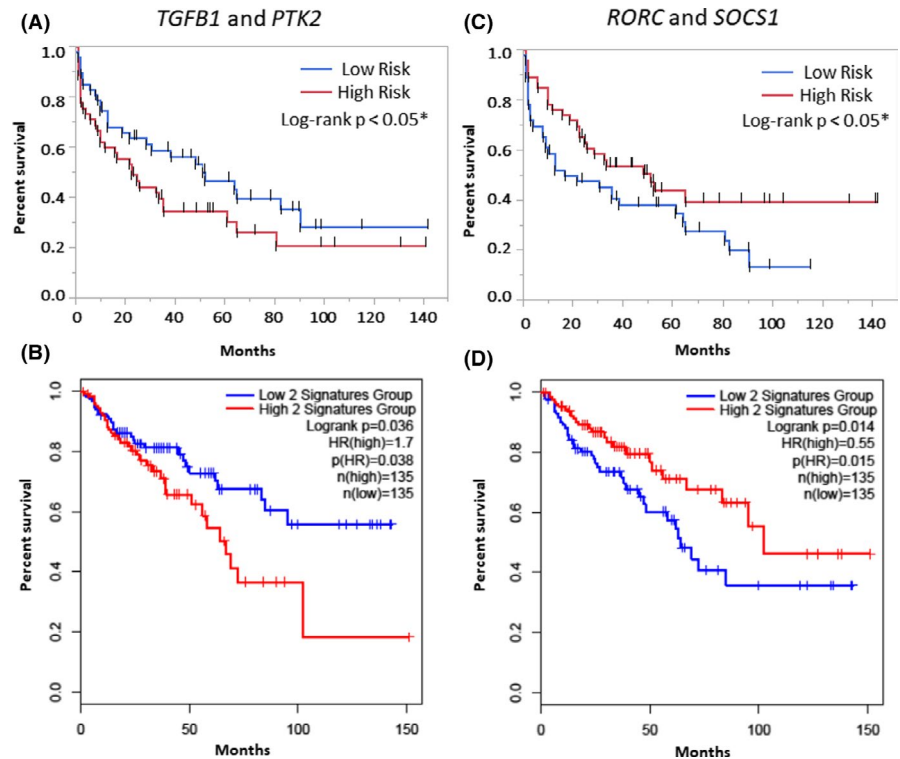 (A)
TGFB1 and PTK2
Percent survival
1.0
0.8
0.6
0.4
0.2
0.0
Low Risk
High Risk
Log-rank p < 0.05*
0 20 40 60 80 100 120 140
Months
(C)
RORC and SOCS1
Percent survival
1.0
0.8
0.6
0.4
0.2
0.0
Low Risk
High Risk
Log-rank p < 0.05*
0 20 40 60 80 100 120 140
Months
(B)
Percent survival
1.0
0.8
0.6
0.4
0.2
0.0
Low 2 Signatures Group
High 2 Signatures Group
Logrank p=0.036
HR(high)=1.7
p(HR)=0.038
n(high)=135
n(low)=135
0 50 100 150
Months
(D)
Percent survival
1.0
0.8
0.6
0.4
0.2
0.0
Low 2 Signatures Group
High 2 Signatures Group
Logrank p=0.014
HR(high)=0.55
p(HR)=0.015
n(high)=135
n(low)=135
0 50 100 150
Months